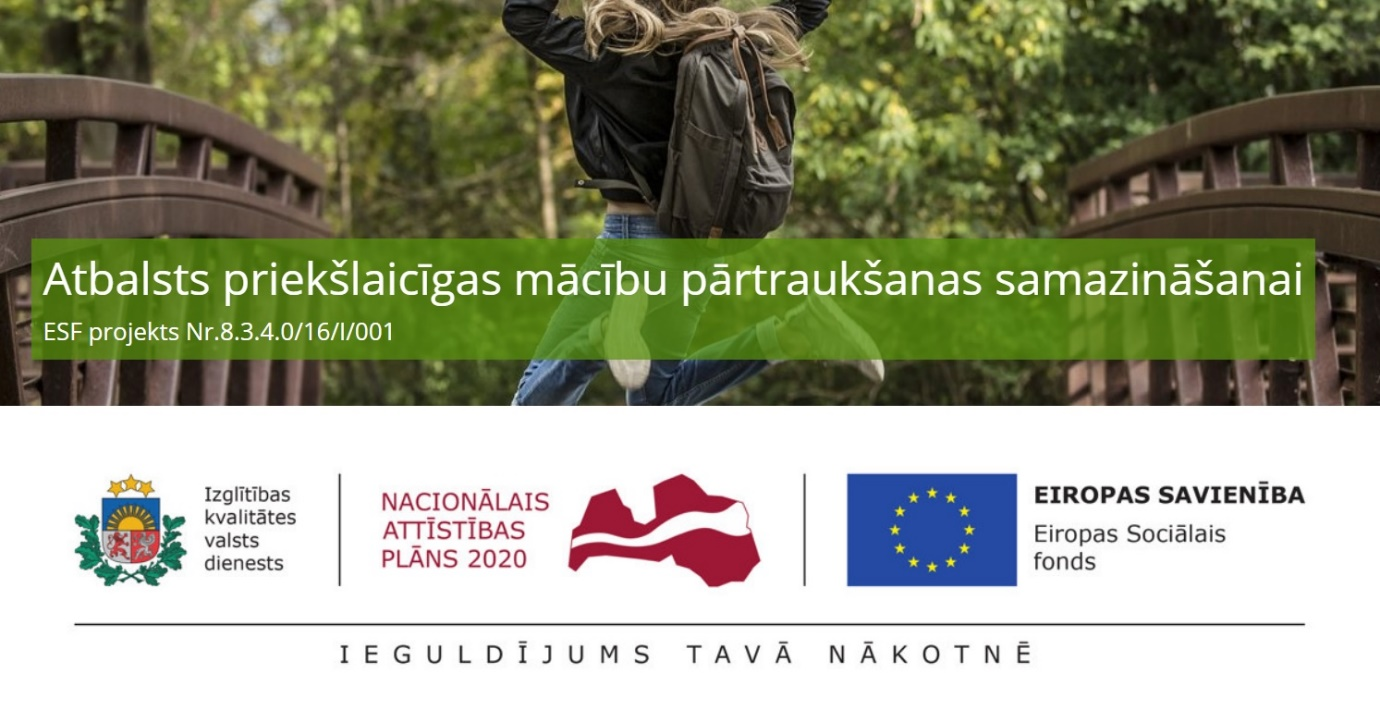 Atbalsts priekšlaicīgas mācību pārtraukšanas samazināšanai
ESF projekts Nr.8.3.4.0/16/I/001
Izglītības
kvalitātes
valsts
dienests
NACIONĀLAIS
ATTĪSTĪBAS
PLĀNS 2020
EIROPAS SAVIENĪBA
Eiropas Sociālais
fonds
IEGULDĪJUMS TAVĀ NĀKOTNĒ